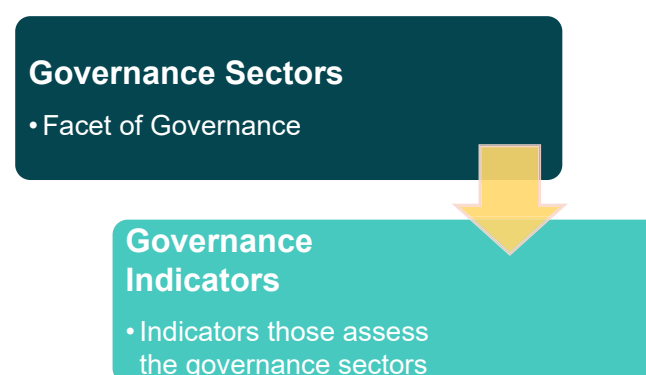 Governance Sectors
• Facet of Governance
Governance
Indicators
• Indicators those assess
the governance sectors